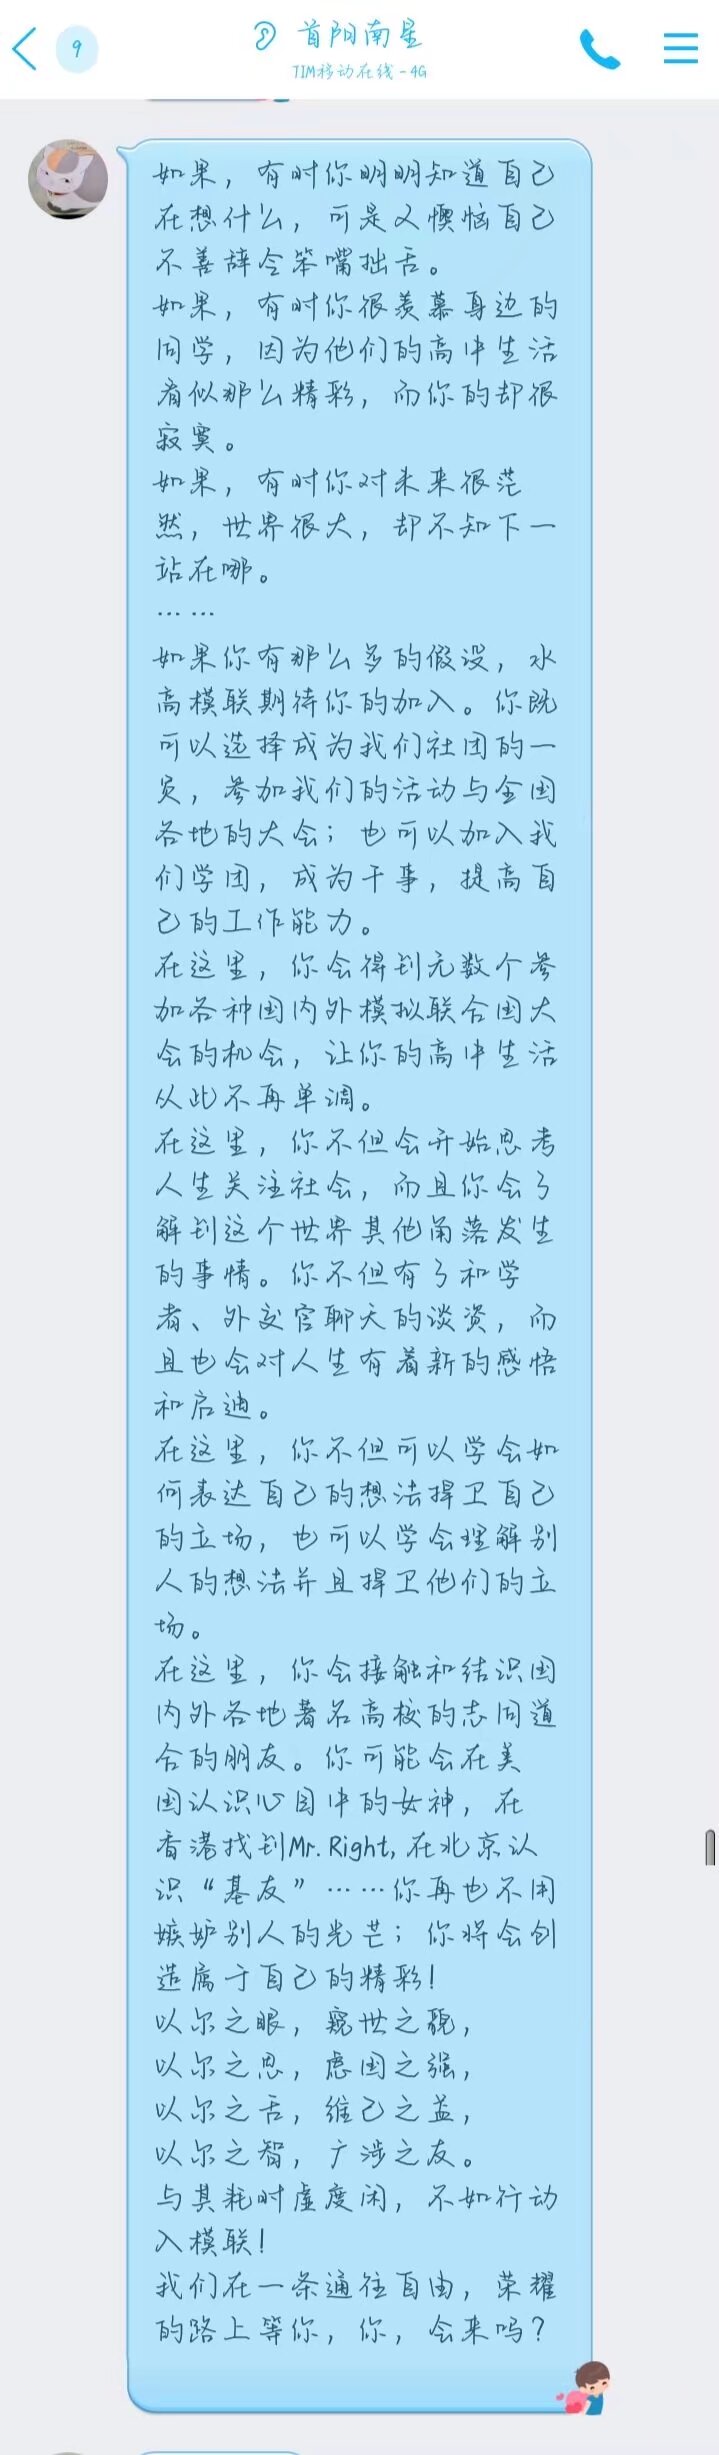 9
首阳南星
TIM移动在线-4G
如果，有时你明明知道自己
在想什么，可是又懊恼自己
不善辞令笨嘴拙舌。
如果，有时你很羡慕身边的
同学，因为他们的高中生活
看似那么精彩，而你的却很
寂寞。
如果，有时你对未来很茫
然，世界很大，却不知下一
站在哪。
……
如果你有那么多的假设，水
高模联期待你的加入。你既
可以选择成为我们社团的一
员，参加我们的活动与全国
各地的大会；也可以加入我
们学团，成为干事，提高自
己的工作能力。
在这里，你会得到无数个参
加各种国内外模拟联合国大
会的机会，让你的高中生活
从此不再单调。
在这里，你不但会开始思考
人生关注社会，而且你会了
解到这个世界其他角落发生
的事情。你不但有了和学
者、外交官聊天的谈资，而
且也会对人生有着新的感悟
和启迪。
在这里，你不但可以学会如
何表达自己的想法捍卫自己
的立场，也可以学会理解别
人的想法并且捍卫他们的立
场。
在这里，你会接触和结识国
内外各地著名高校的志同道
合的朋友。你可能会在美
国认识心目中的女神，在
香港找到Mr. Right,在北京认
识“基友”……你再也不用
嫉妒别人的光芒；你将会创
造属于自己的精彩！
以尔之眼，窥世之貌，
以尔之思，虑国之强，
以尔之舌，维己之益，
以尔之智，广涉之友。
与其耗时虚度闲，不如行动
入模联！
我们在一条通往自由，荣耀
的路上等你，你，会来吗？